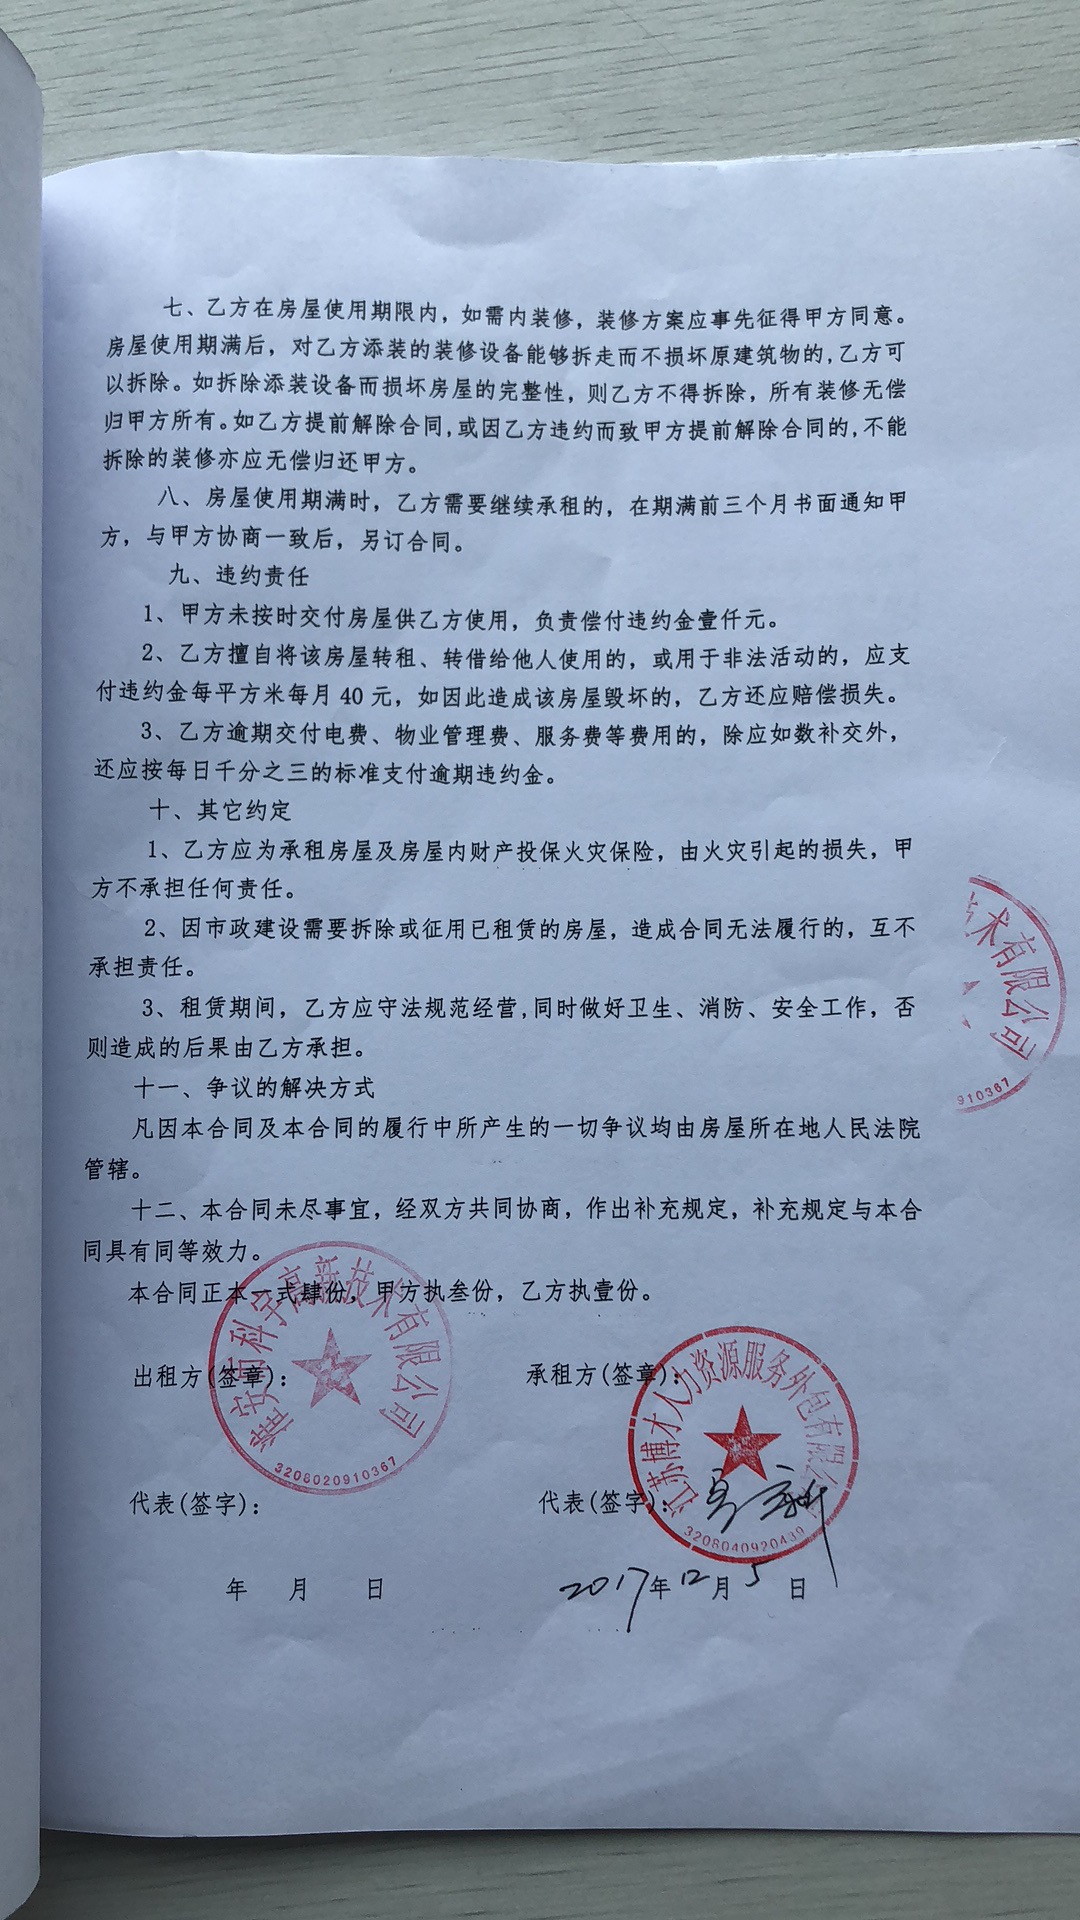 七、乙方在房屋使用期限内，如需内装修，装修方案应事先征得甲方同意。
房屋使用期满后，对乙方添装的装修设备能够拆走而不损坏原建筑物的,乙方可
以拆除。如拆除添装设备而损坏房屋的完整性，则乙方不得拆除，所有装修无偿
归甲方所有。如乙方提前解除合同,或因乙方违约而致甲方提前解除合同的,不能
拆除的装修亦应无偿归还甲方。
八、房屋使用期满时，乙方需要继续承租的，在期满前三个月书面通知甲
方，与甲方协商一致后，另订合同。
九、违约责任
1、甲方未按时交付房屋供乙方使用，负责偿付违约金壹仟元。
2、乙方擅自将该房屋转租、转借给他人使用的，或用于非法活动的，应支
付违约金每平方米每月 40 元，如因此造成该房屋毁坏的，乙方还应赔偿损失。
3、乙方逾期交付电费、物业管理费、服务费等费用的，除应如数补交外，
还应按每日千分之三的标准支付逾期违约金。
十、其它约定
1、乙方应为承租房屋及房屋内财产投保火灾保险，由火灾引起的损失，甲
方不承担任何责任。
2、因市政建设需要拆除或征用已租赁的房屋，造成合同无法履行的，互不
承担责任。
3、租赁期间，乙方应守法规范经营,同时做好卫生、消防、安全工作，否
则造成的后果由乙方承担。
十一、争议的解决方式
凡因本合同及本合同的履行中所产生的一切争议均由房屋所在地人民法院
管辖。
十二、本合同未尽事宜，经双方共同协商，作出补充规定，补充规定与本合
同具有同等效力。
本合同正本一式肆份，甲方执叁份，乙方执壹份。
出租方(签章)：
承租方(签章)：
淮安市科宇高新技术有限公司
3208020910367
江苏博才人力资源服务外包有限公司
3208040920439
术有限公司
910367
代表(签字)：
代表(签字)：
年 月 日
2017年12月5日